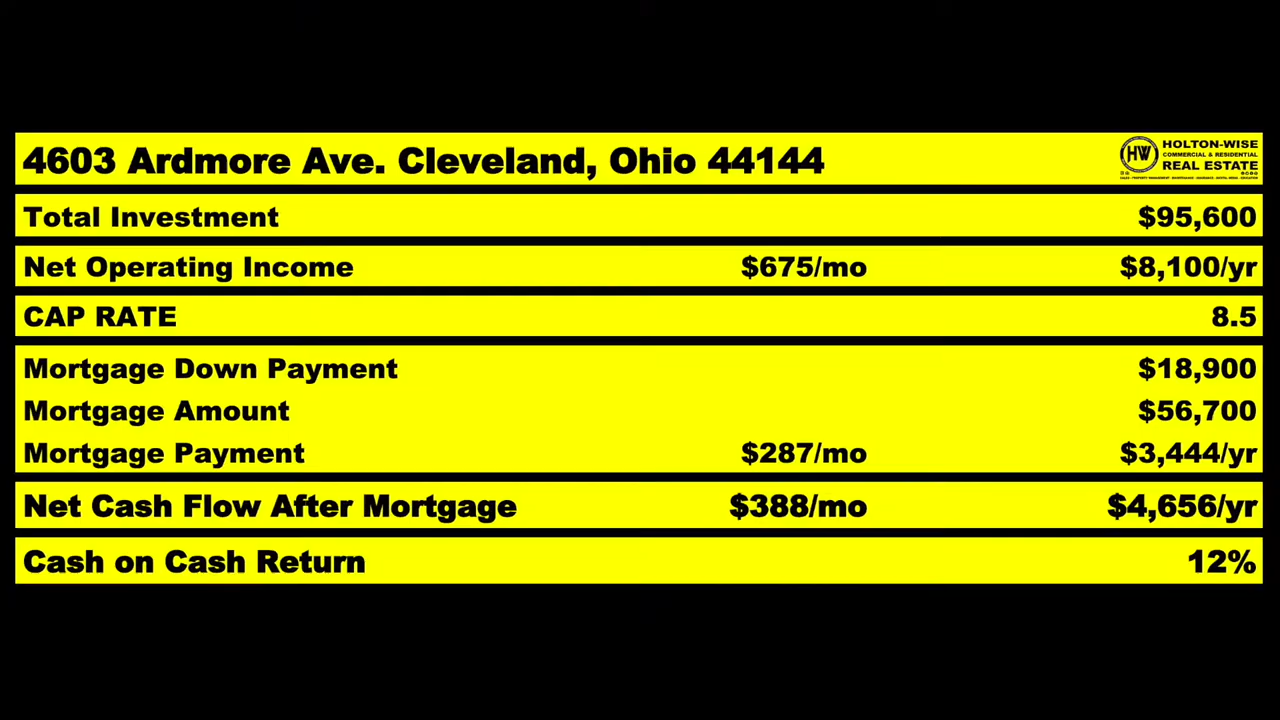 4603 Ardmore Ave. Cleveland, Ohio 44144
HW HOLTON-WISE
COMMERCIAL & RESIDENTIAL
REAL ESTATE
Total Investment $95,600
Net Operating Income $675/mo $8,100/yr
CAP RATE 8.5
Mortgage Down Payment $18,900
Mortgage Amount $56,700
Mortgage Payment $287/mo $3,444/yr
Net Cash Flow After Mortgage $388/mo $4,656/yr
Cash on Cash Return 12%